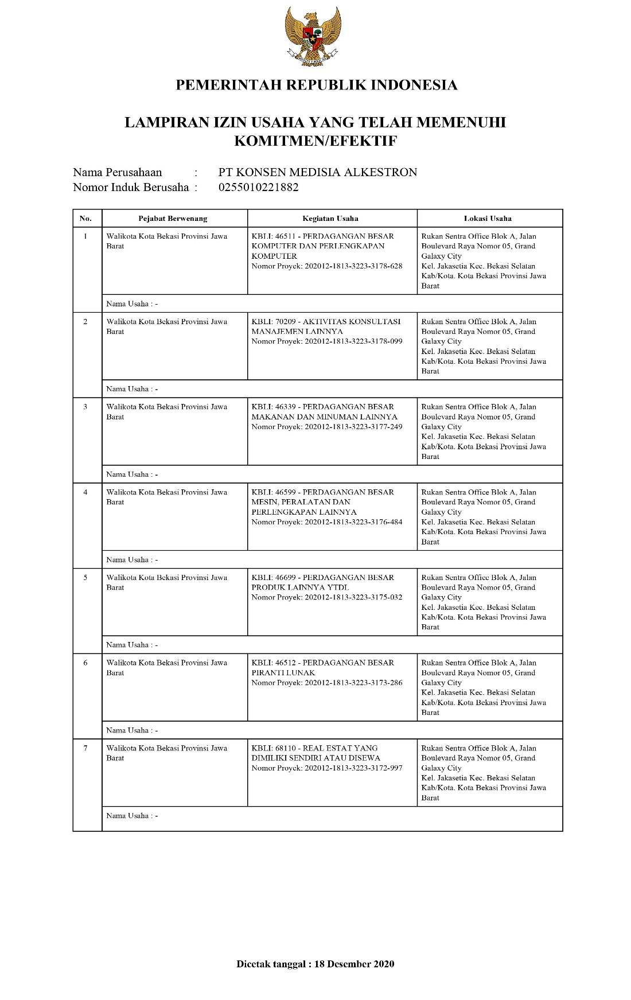 PEMERINTAH REPUBLIK INDONESIA
LAMPIRAN IZIN USAHA YANG TELAH MEMENUHI
KOMITMEN/EFEKTIF
Nama Perusahaan : PT KONSEN MEDISIA ALKESTRON
Nomor Induk Berusaha : 0255010221882
No. Pejabat Berwenang Kegiatan Usaha Lokasi Usaha
1
Walikota Kota Bekasi Provinsi Jawa
Barat
KBLI: 46511 - PERDAGANGAN BESAR
KOMPUTER DAN PERLENGKAPAN
KOMPUTER
Nomor Proyek: 202012-1813-3223-3178-628
Rukan Sentra Office Blok A, Jalan
Boulevard Raya Nomor 05, Grand
Galaxy City
Kel. Jakasetia Kec. Bekasi Selatan
Kab/Kota. Kota Bekasi Provinsi Jawa
Barat
Nama Usaha : -
2
Walikota Kota Bekasi Provinsi Jawa
Barat
KBLI: 70209 - AKTIVITAS KONSULTASI
MANAJEMEN LAINNYA
Nomor Proyek: 202012-1813-3223-3178-099
Rukan Sentra Office Blok A, Jalan
Boulevard Raya Nomor 05, Grand
Galaxy City
Kel. Jakasetia Kec. Bekasi Selatan
Kab/Kota. Kota Bekasi Provinsi Jawa
Barat
Nama Usaha : -
3
Walikota Kota Bekasi Provinsi Jawa
Barat
KBLI: 46339 - PERDAGANGAN BESAR
MAKANAN DAN MINUMAN LAINNYA
Nomor Proyek: 202012-1813-3223-3177-249
Rukan Sentra Office Blok A, Jalan
Boulevard Raya Nomor 05, Grand
Galaxy City
Kel. Jakasetia Kec. Bekasi Selatan
Kab/Kota. Kota Bekasi Provinsi Jawa
Barat
Nama Usaha : -
4
Walikota Kota Bekasi Provinsi Jawa
Barat
KBLI: 46599 - PERDAGANGAN BESAR
MESIN, PERALATAN DAN
PERLENGKAPAN LAINNYA
Nomor Proyek: 202012-1813-3223-3176-484
Rukan Sentra Office Blok A, Jalan
Boulevard Raya Nomor 05, Grand
Galaxy City
Kel. Jakasetia Kec. Bekasi Selatan
Kab/Kota. Kota Bekasi Provinsi Jawa
Barat
Nama Usaha : -
5
Walikota Kota Bekasi Provinsi Jawa
Barat
KBLI: 46699 - PERDAGANGAN BESAR
PRODUK LAINNYA YTDL
Nomor Proyek: 202012-1813-3223-3175-032
Rukan Sentra Office Blok A, Jalan
Boulevard Raya Nomor 05, Grand
Galaxy City
Kel. Jakasetia Kec. Bekasi Selatan
Kab/Kota. Kota Bekasi Provinsi Jawa
Barat
Nama Usaha : -
6
Walikota Kota Bekasi Provinsi Jawa
Barat
KBLI: 46512 - PERDAGANGAN BESAR
PIRANTI LUNAK
Nomor Proyek: 202012-1813-3223-3173-286
Rukan Sentra Office Blok A, Jalan
Boulevard Raya Nomor 05, Grand
Galaxy City
Kel. Jakasetia Kec. Bekasi Selatan
Kab/Kota. Kota Bekasi Provinsi Jawa
Barat
Nama Usaha : -
7
Walikota Kota Bekasi Provinsi Jawa
Barat
KBLI: 68110 - REAL ESTAT YANG
DIMILIKI SENDIRI ATAU DISEWA
Nomor Proyek: 202012-1813-3223-3172-997
Rukan Sentra Office Blok A, Jalan
Boulevard Raya Nomor 05, Grand
Galaxy City
Kel. Jakasetia Kec. Bekasi Selatan
Kab/Kota. Kota Bekasi Provinsi Jawa
Barat
Nama Usaha : -
Dicetak tanggal : 18 Desember 2020